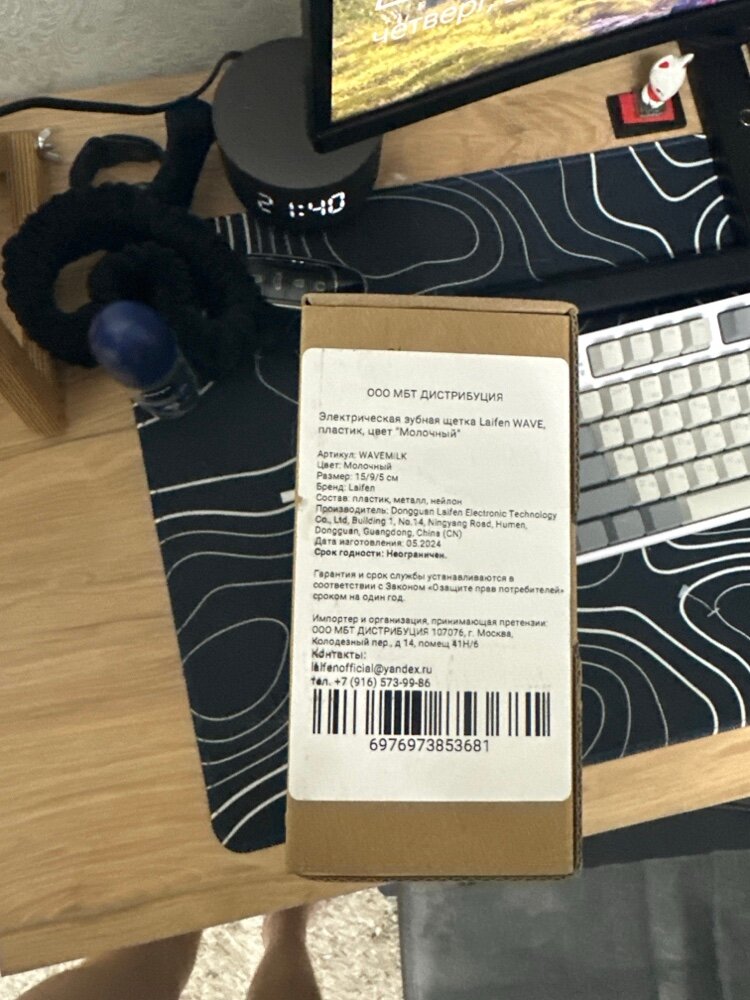 четверг,
21:40
ООО МБТ ДИСТРИБУЦИЯ
Электрическая зубная щетка Laifen WAVE,
пластик, цвет "Молочный"
Артикул: WAVEMILK
Цвет: Молочный
Размер: 15/9/5 см
Бренд: Laifen
Состав: пластик, металл, нейлон
Производитель: Dongguan Laifen Electronic Technology
Co., Ltd, Building 1, No.14, Ningyang Road, Humen,
Dongguan, Guangdong, China (CN)
Дата изготовления: 05.2024
Срок годности: Неограничен.
Гарантия и срок службы устанавливаются в
соответствии с Законом «Озащите прав потребителей»
сроком на один год.
Импортер и организация, принимающая претензии:
ООО МБТ ДИСТРИБУЦИЯ 107076, г. Москва,
Колодезный пер., д 14, помещ 41Н/6
Контакты:
laifenofficial@yandex.ru
тел. +7 (916) 573-99-86
6976973853681